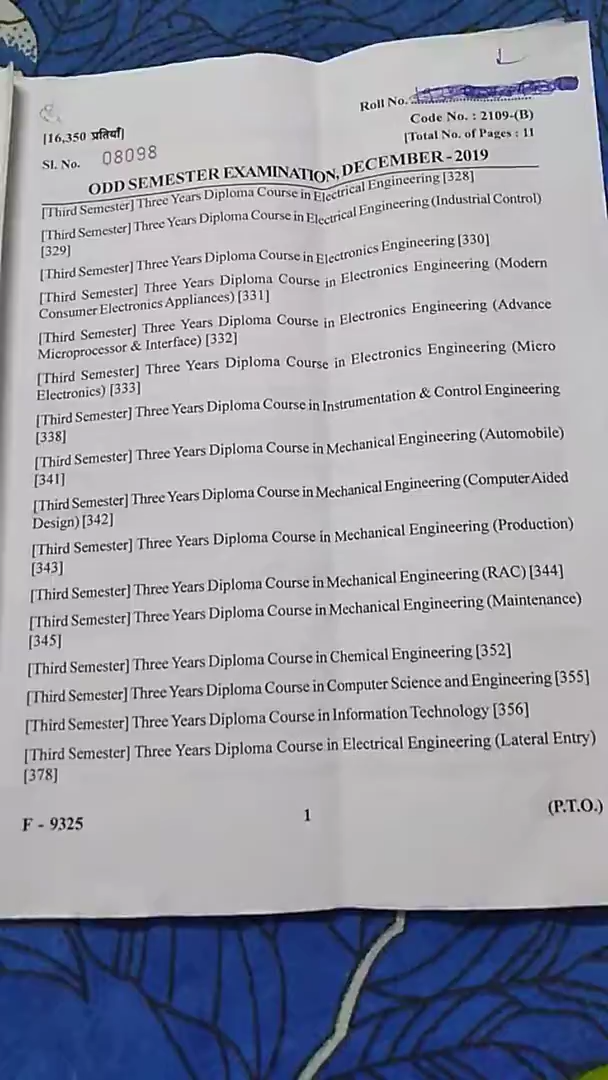 Roll No.
[16,350 प्रतियाँ]
Code No. : 2109-(B)
Sl. No. 08098
[Total No. of Pages : 11
ODD SEMESTER EXAMINATION, DECEMBER - 2019
[Third Semester] Three Years Diploma Course in Electrical Engineering [328]
[Third Semester] Three Years Diploma Course in Electrical Engineering (Industrial Control)
[329]
[Third Semester] Three Years Diploma Course in Electronics Engineering [330]
[Third Semester] Three Years Diploma Course in Electronics Engineering (Modern
Consumer Electronics Appliances) [331]
[Third Semester] Three Years Diploma Course in Electronics Engineering (Advance
Microprocessor & Interface) [332]
[Third Semester] Three Years Diploma Course in Electronics Engineering (Micro
Electronics) [333]
[Third Semester] Three Years Diploma Course in Instrumentation & Control Engineering
[338]
[Third Semester] Three Years Diploma Course in Mechanical Engineering (Automobile)
[341]
[Third Semester] Three Years Diploma Course in Mechanical Engineering (Computer Aided
Design) [342]
[Third Semester] Three Years Diploma Course in Mechanical Engineering (Production)
[343]
[Third Semester] Three Years Diploma Course in Mechanical Engineering (RAC) [344]
[Third Semester] Three Years Diploma Course in Mechanical Engineering (Maintenance)
[345]
[Third Semester] Three Years Diploma Course in Chemical Engineering [352]
[Third Semester] Three Years Diploma Course in Computer Science and Engineering [355]
[Third Semester] Three Years Diploma Course in Information Technology [356]
[Third Semester] Three Years Diploma Course in Electrical Engineering (Lateral Entry)
[378]
F - 9325
1
(P.T.O.)